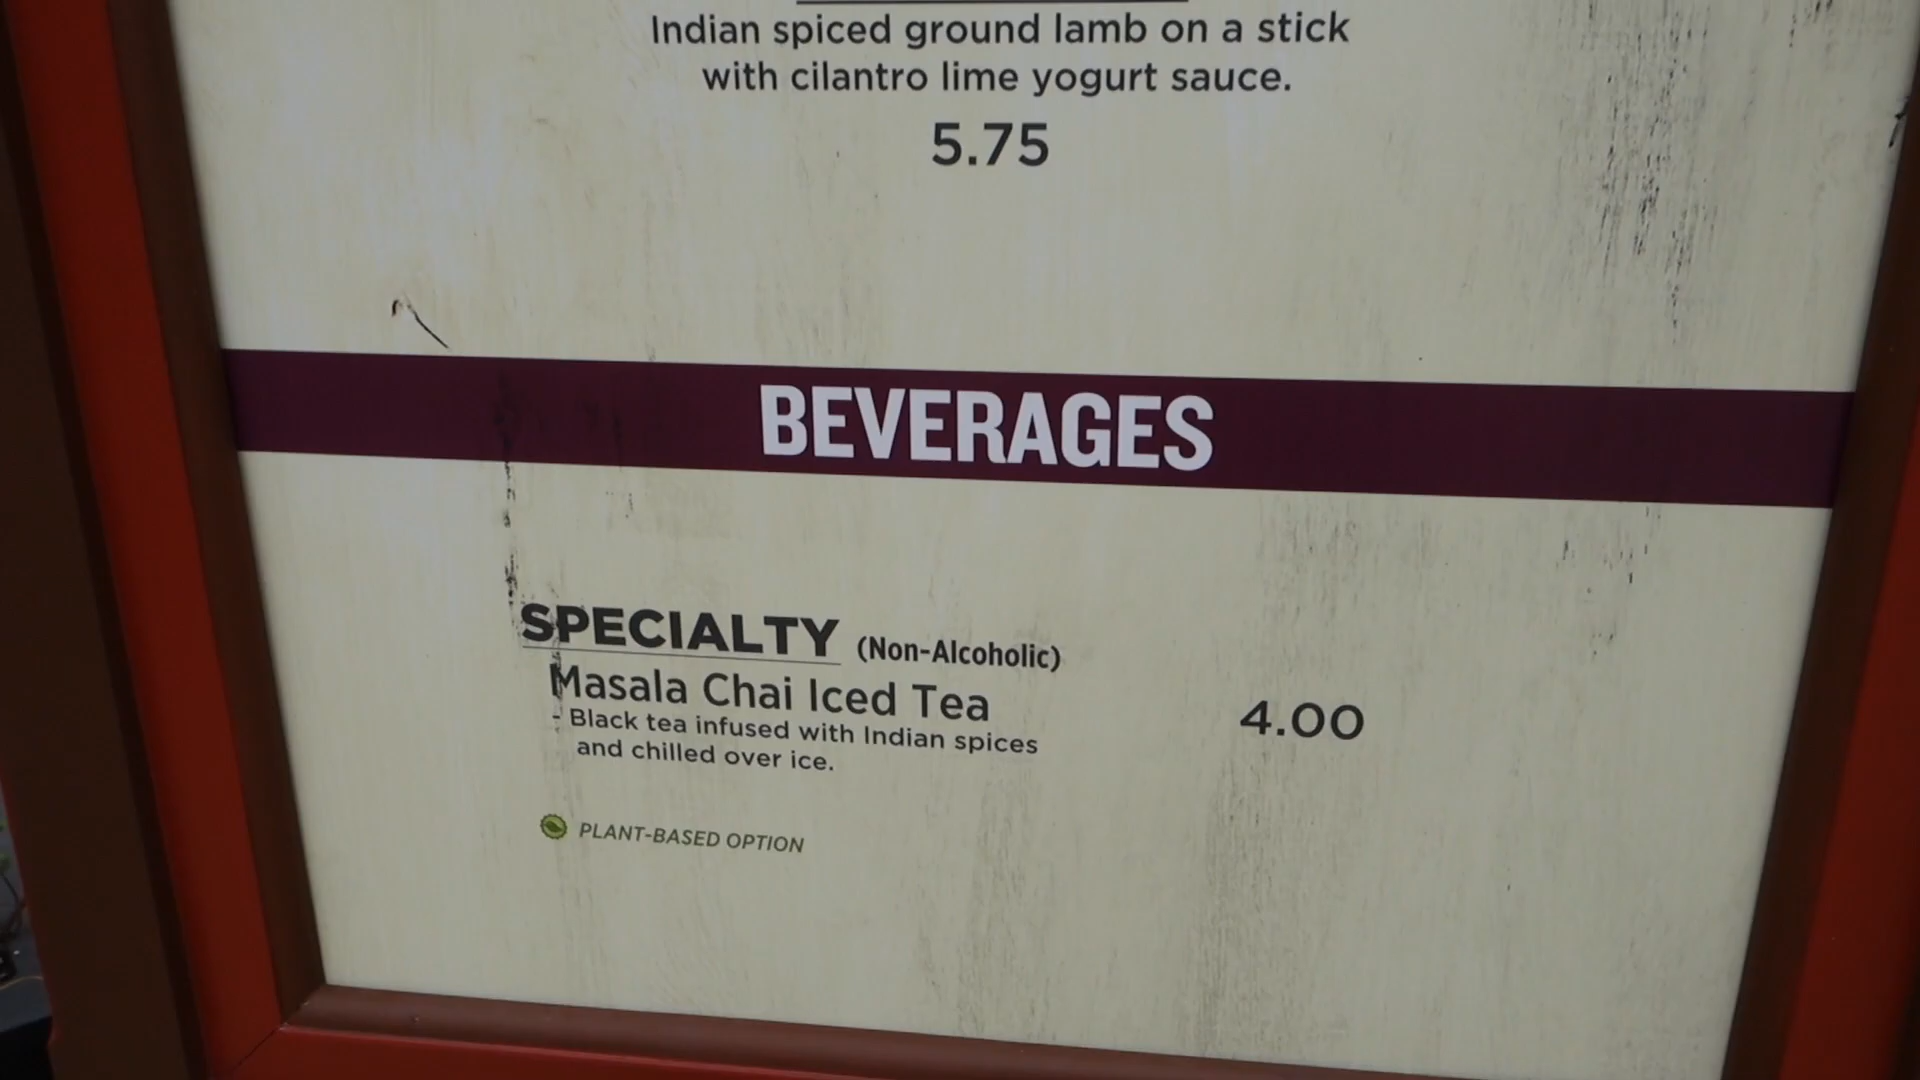 Indian spiced ground lamb on a stick
with cilantro lime yogurt sauce.
5.75
BEVERAGES
SPECIALTY (Non-Alcoholic)
Masala Chai Iced Tea 4.00
- Black tea infused with Indian spices
and chilled over ice.
PLANT-BASED OPTION